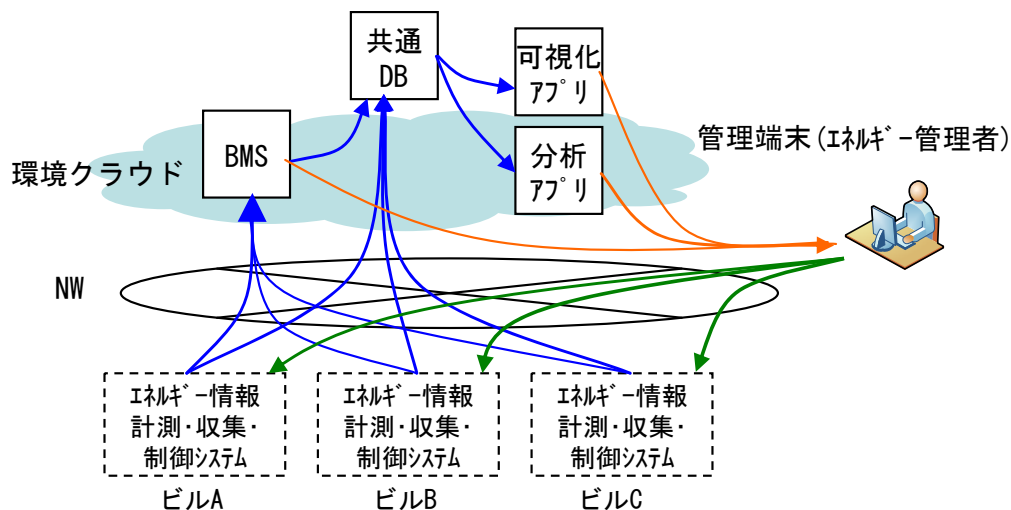 共通
DB
可視化
ｱﾌﾟﾘ
BMS
分析
ｱﾌﾟﾘ
管理端末(ｴﾈﾙｷﾞｰ管理者)
環境クラウド
NW
ｴﾈﾙｷﾞｰ情報
計測･収集･
制御ｼｽﾃﾑ
ｴﾈﾙｷﾞｰ情報
計測･収集･
制御ｼｽﾃﾑ
ｴﾈﾙｷﾞｰ情報
計測･収集･
制御ｼｽﾃﾑ
ビルA
ビルB
ビルC